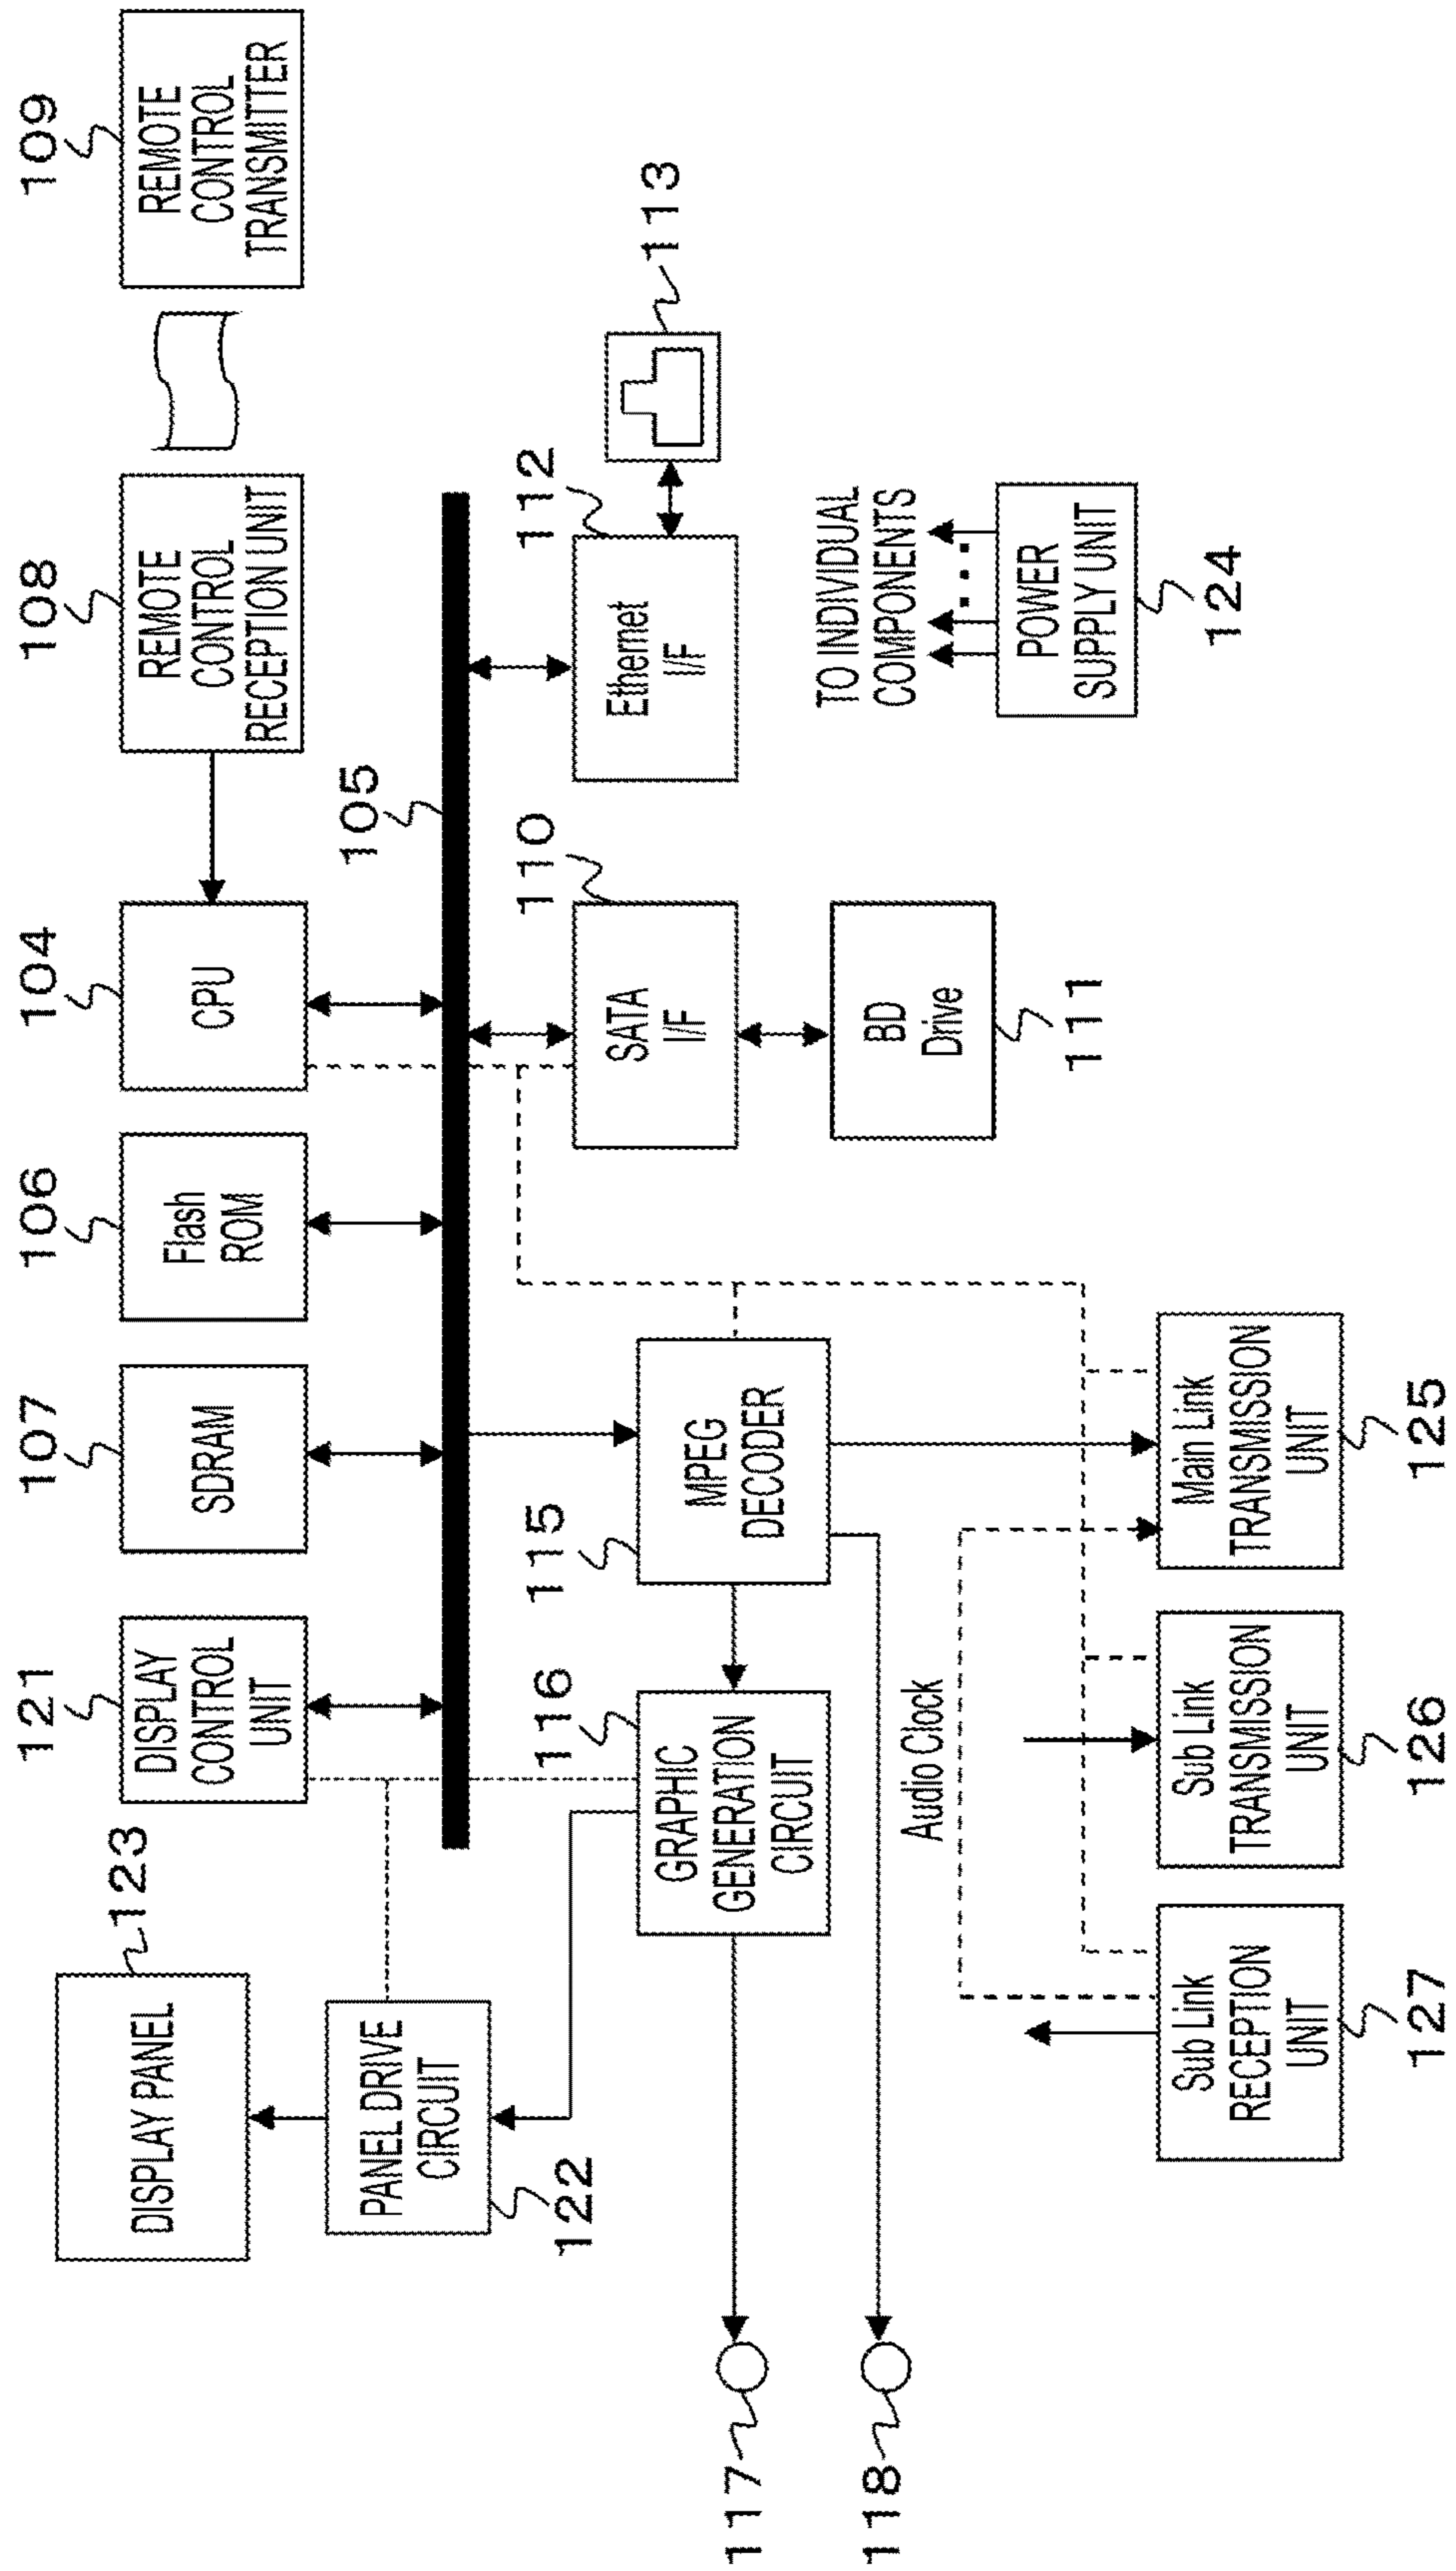 123
DISPLAY PANEL
121
DISPLAY
CONTROL
UNIT
107
SDRAM
106
Flash
ROM
104
CPU
108
REMOTE
CONTROL
RECEPTION UNIT
109
REMOTE
CONTROL
TRANSMITTER
PANEL DRIVE
CIRCUIT
122
105
116
GRAPHIC
GENERATION
CIRCUIT
115
MPEG
DECODER
110
SATA
I/F
112
Ethernet
I/F
113
117
118
BD
Drive
111
TO INDIVIDUAL
COMPONENTS
POWER
SUPPLY UNIT
124
Audio Clock
Sub Link
RECEPTION
UNIT
127
Sub Link
TRANSMISSION
UNIT
126
Main Link
TRANSMISSION
UNIT
125